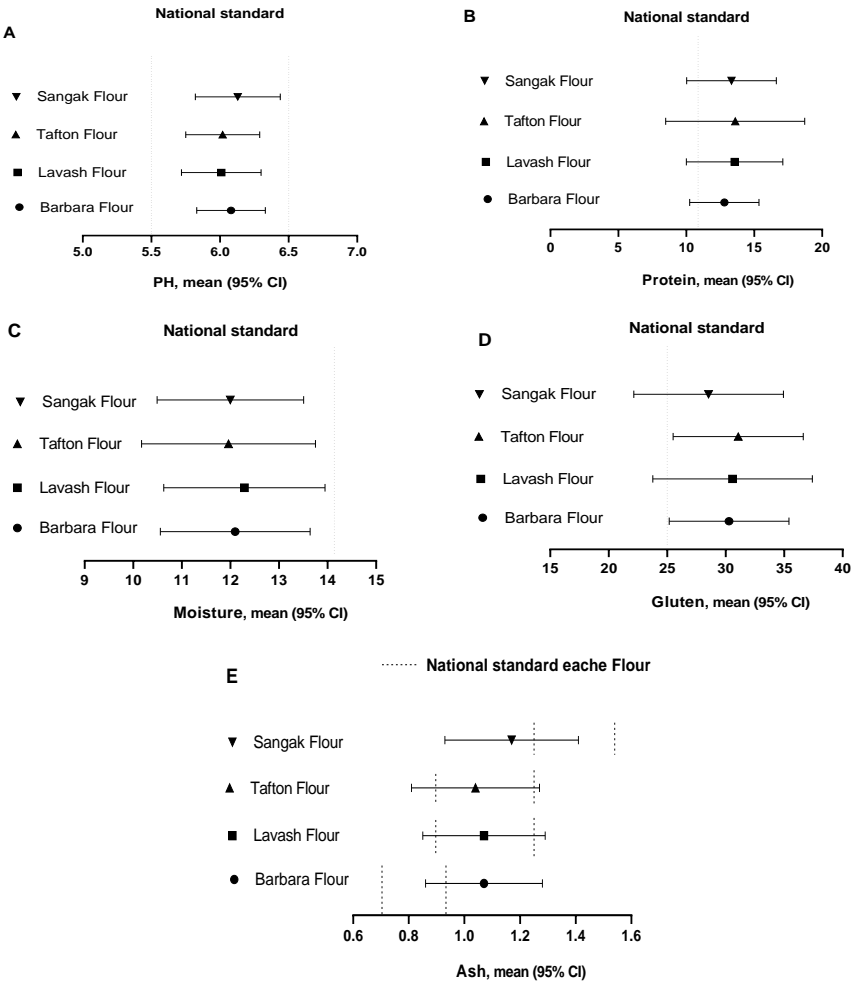 A
National standard
Sangak Flour
Tafton Flour
Lavash Flour
Barbara Flour
5.0 5.5 6.0 6.5 7.0
PH, mean (95% CI)
B
National standard
Sangak Flour
Tafton Flour
Lavash Flour
Barbara Flour
0 5 10 15 20
Protein, mean (95% CI)
C
National standard
Sangak Flour
Tafton Flour
Lavash Flour
Barbara Flour
9 10 11 12 13 14 15
Moisture, mean (95% CI)
D
National standard
Sangak Flour
Tafton Flour
Lavash Flour
Barbara Flour
15 20 25 30 35 40
Gluten, mean (95% CI)
E
National standard eache Flour
Sangak Flour
Tafton Flour
Lavash Flour
Barbara Flour
0.6 0.8 1.0 1.2 1.4 1.6
Ash, mean (95% CI)